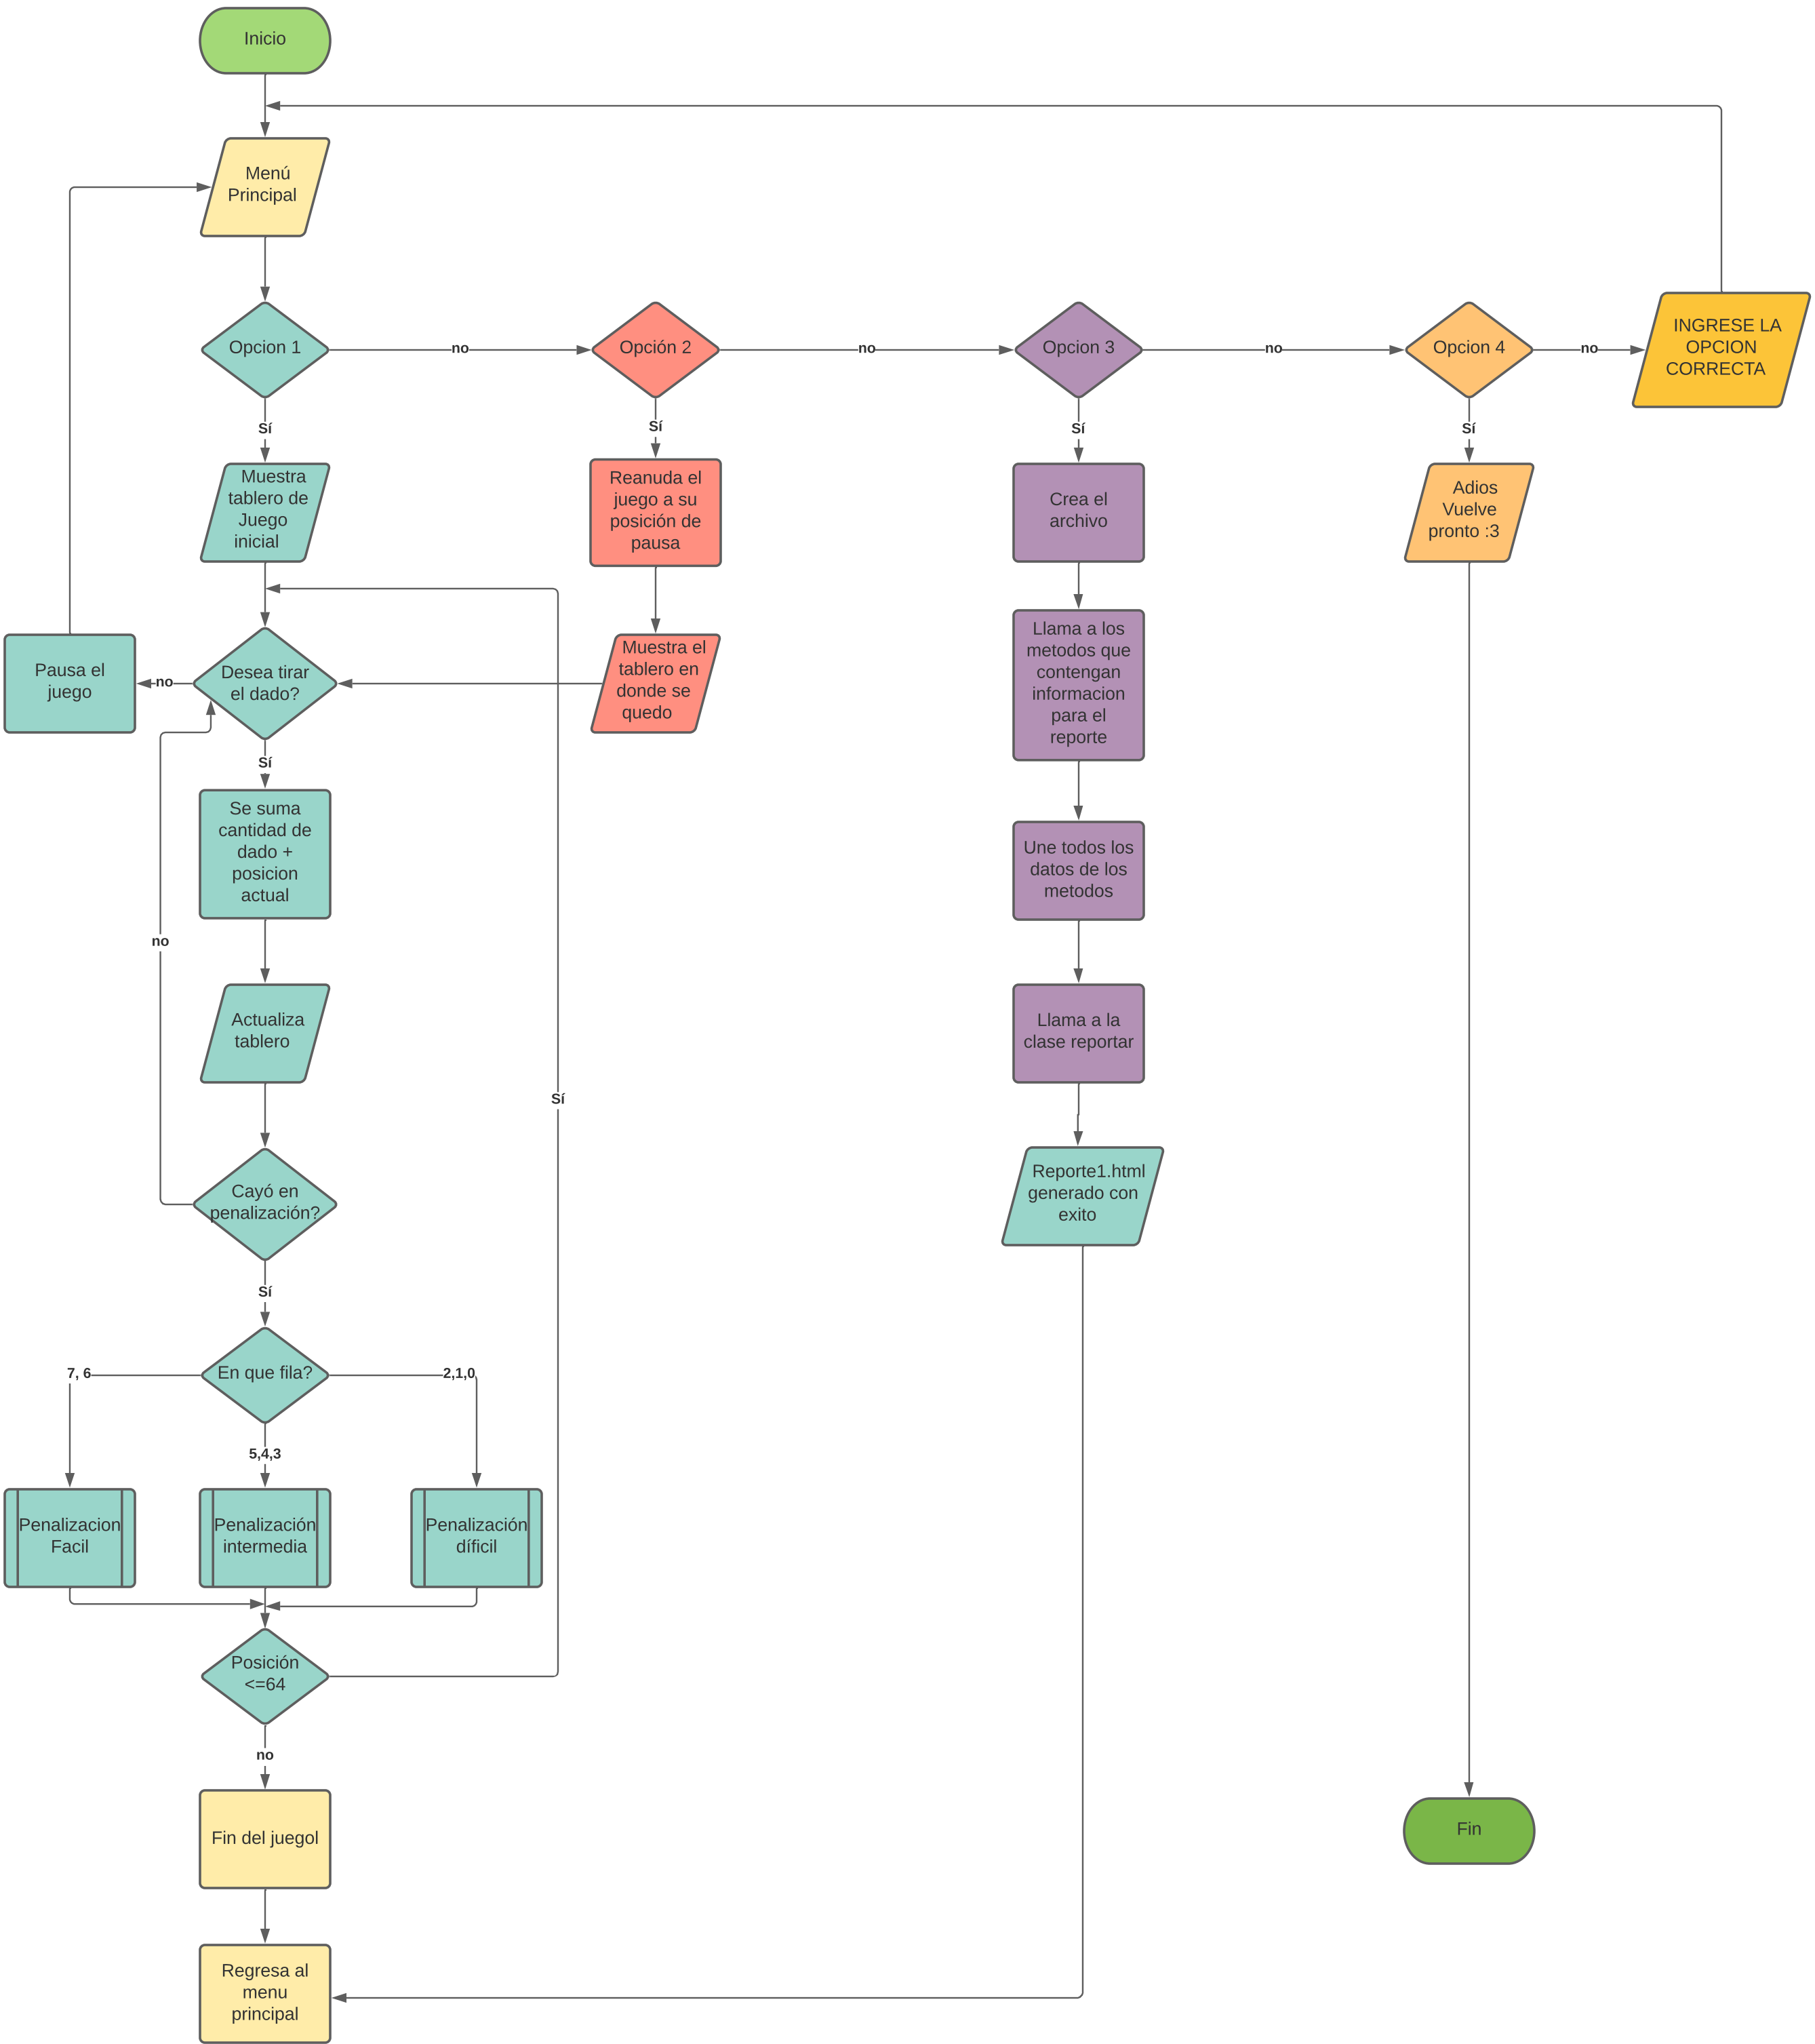 Inicio
Menú
Principal
Opcion 1
no
Opción 2
no
Opcion 3
no
Opcion 4
no
INGRESE LA
OPCION
CORRECTA
Sí
Sí
Sí
Sí
Muestra
tablero de
Juego
inicial
Reanuda el
juego a su
posición de
pausa
Crea el
archivo
Adios
Vuelve
pronto :3
Pausa el
juego
no
Desea tirar
el dado?
Muestra el
tablero en
donde se
quedo
Llama a los
metodos que
contengan
informacion
para el
reporte
Sí
Se suma
cantidad de
dado +
posicion
actual
Une todos los
datos de los
metodos
no
Actualiza
tablero
Llama a la
clase reportar
Sí
Cayó en
penalización?
Reporte1.html
generado con
exito
Sí
7, 6
En que fila?
2,1,0
5,4,3
Penalizacion
Facil
Penalización
intermedia
Penalización
díficil
Posición
<=64
no
Fin del juegol
Fin
Regresa al
menu
principal